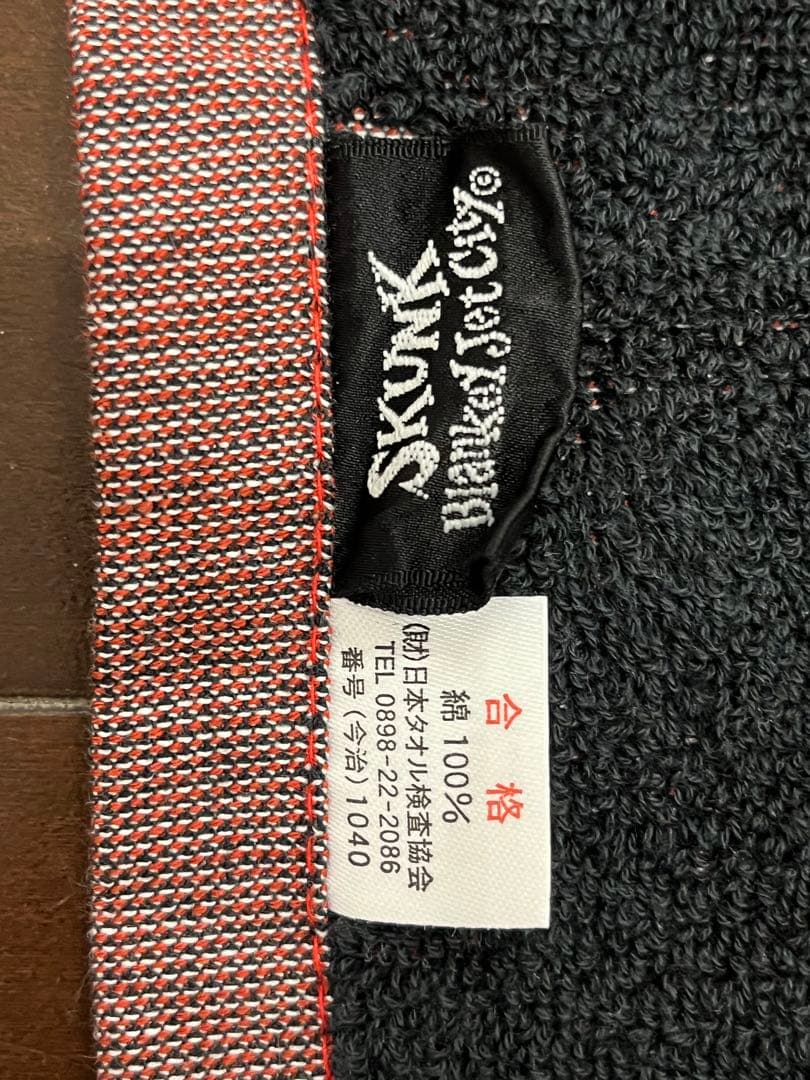 SKUNK
Blankey Jet City©
合格
綿 100%
(財)日本タオル検査協会
TEL 0898-22-2086
番号 (今治) 1040